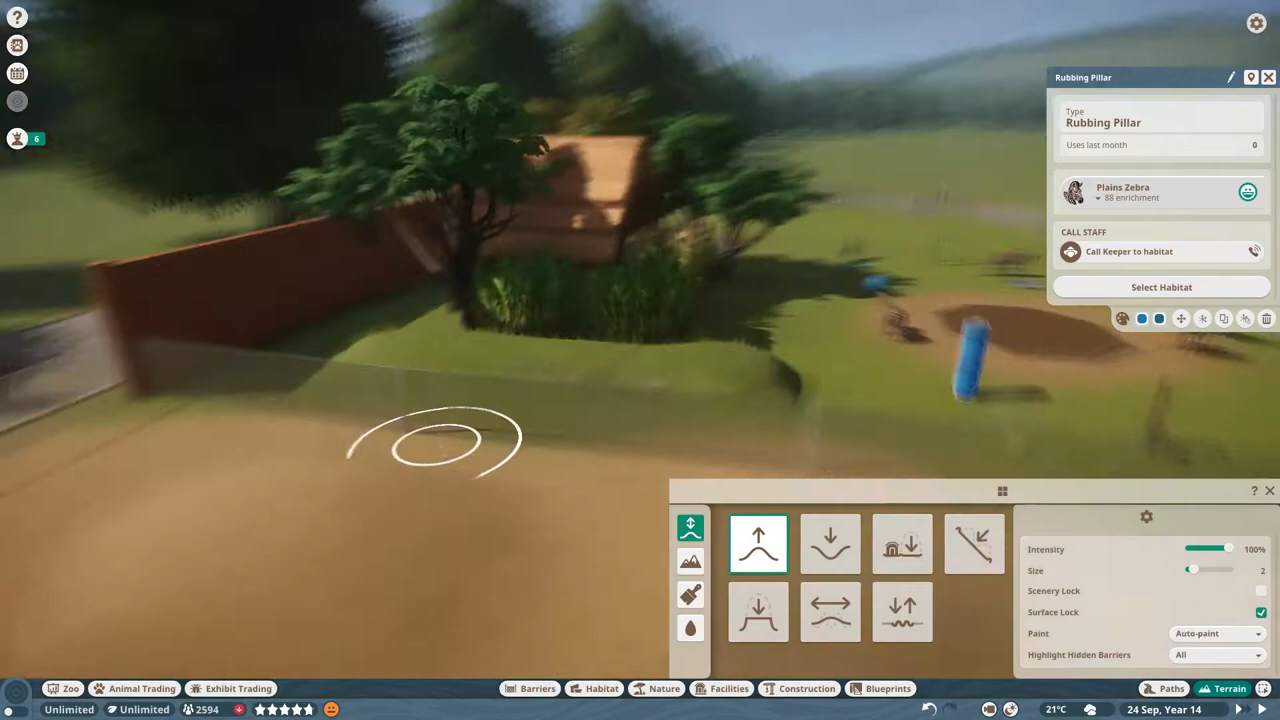 ?
6
Rubbing Pillar
Type
Rubbing Pillar
Uses last month 0
Plains Zebra
88 enrichment
CALL STAFF
Call Keeper to habitat
Select Habitat
?
Intensity 100%
Size 2
Scenery Lock
Surface Lock
Paint Auto-paint
Highlight Hidden Barriers All
Zoo Animal Trading Exhibit Trading Barriers Habitat Nature Facilities Construction Blueprints Paths Terrain
Unlimited Unlimited 2594 21°C 24 Sep, Year 14